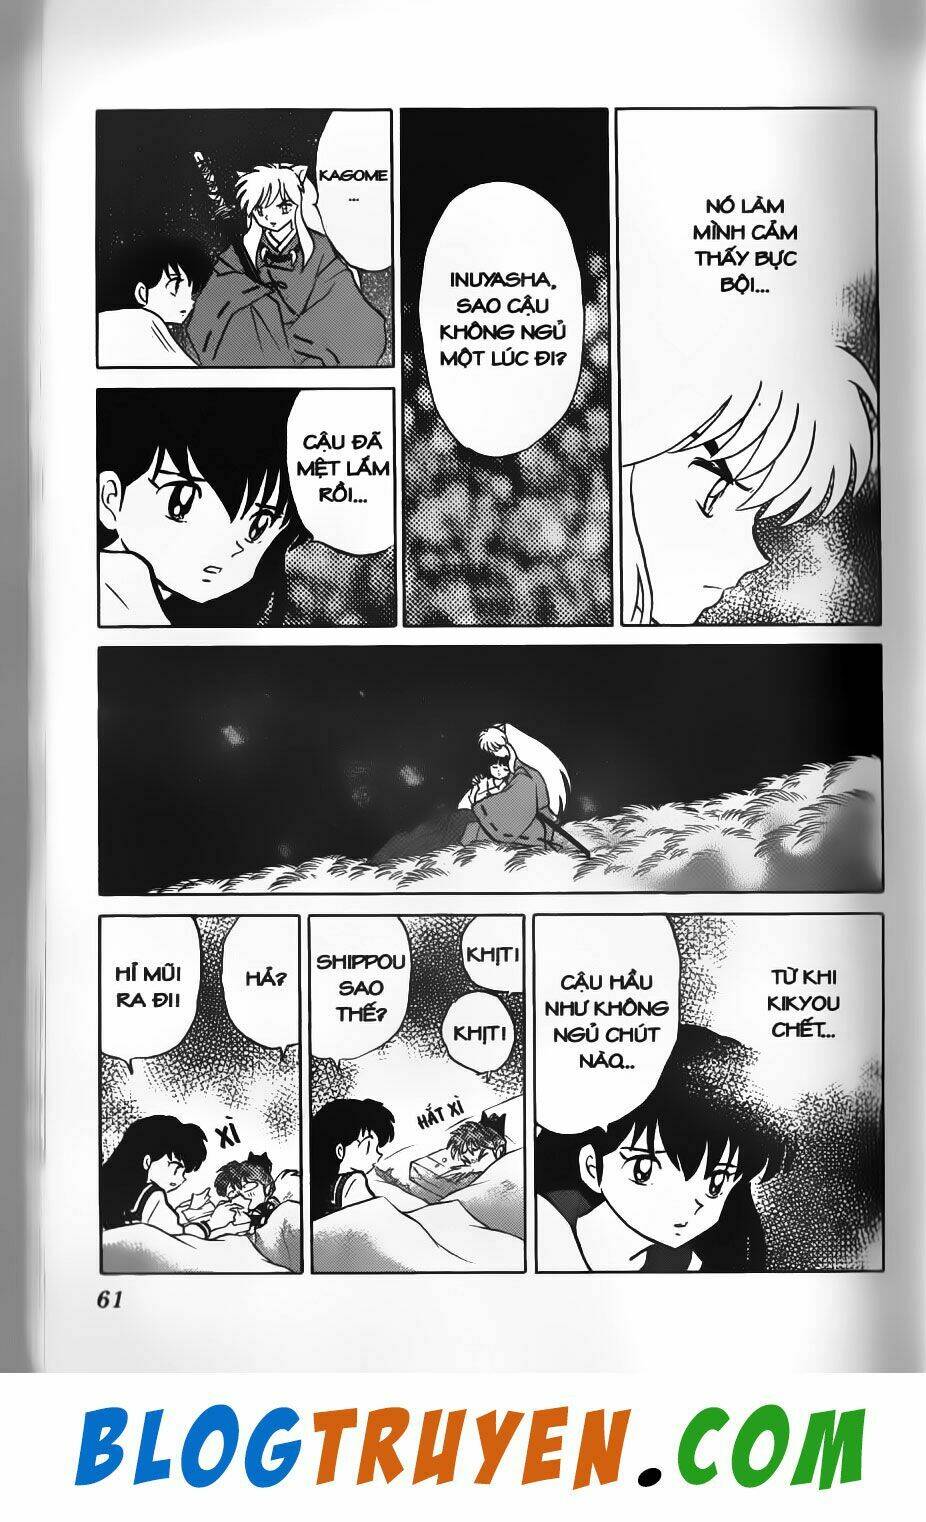 NÓ LÀM
MÌNH CẢM
THẤY BỰC
BỘI...
INUYASHA,
SAO CẬU
KHÔNG NGỦ
MỘT LÚC ĐI?
KAGOME
...
CẬU ĐÃ
MỆT LẮM
RỒI...
TỪ KHI
KIKYOU
CHẾT...
CẬU HẦU
NHƯ KHÔNG
NGỦ CHÚT
NÀO...
KHỊT!
KHỊT!
SHIPPOU
SAO
THẾ?
HẮT XÌ
HẢ?
HỈ MŨI
RA ĐI!
XÌ
61
BLOGTRUYEN.COM